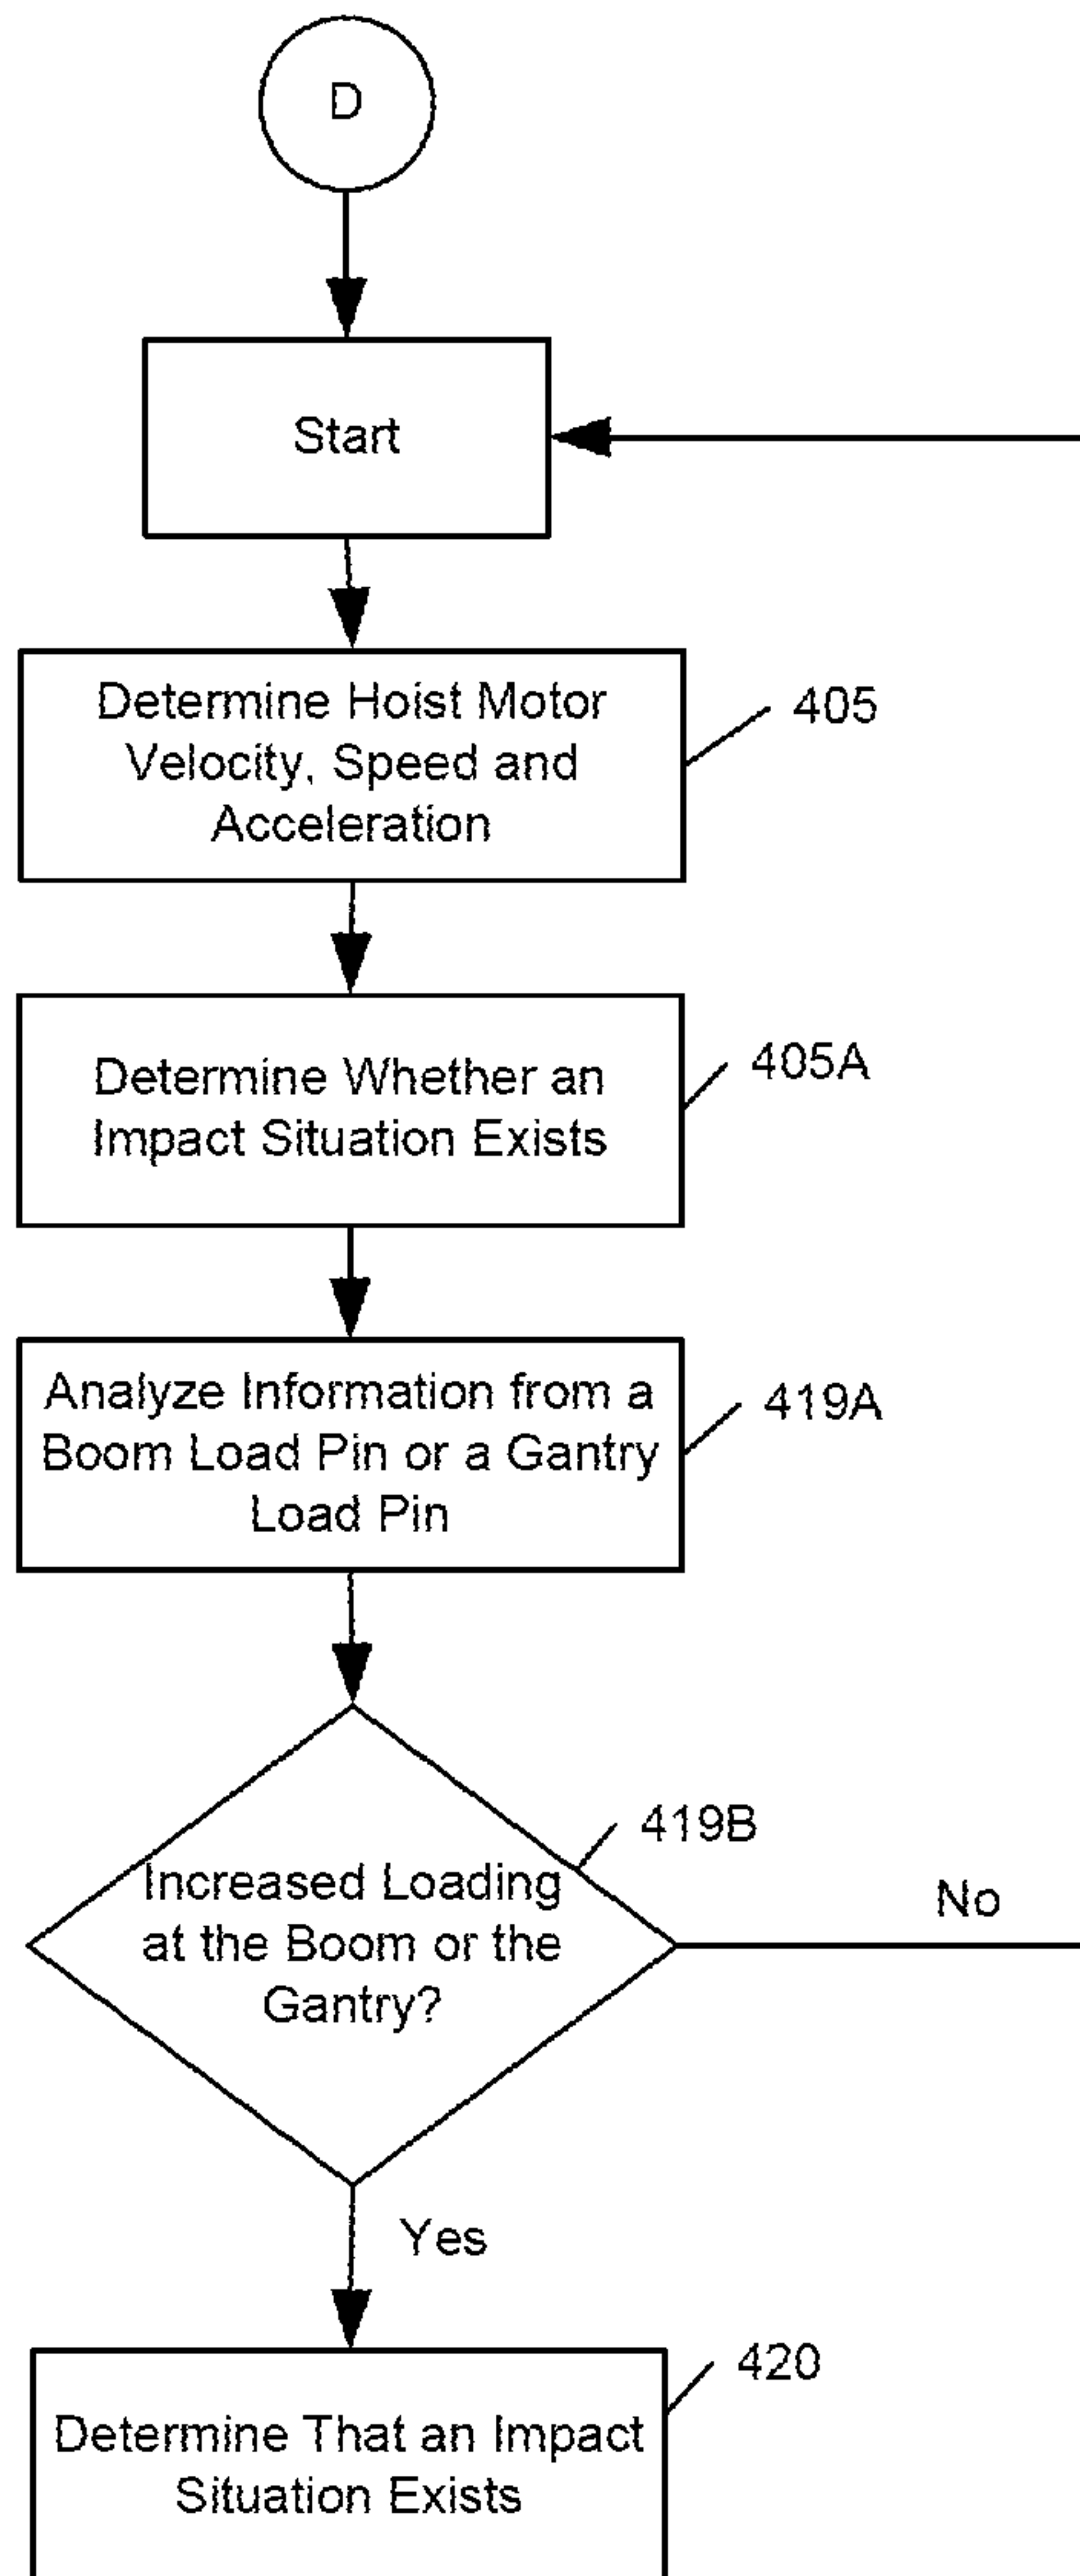 D
Start
Determine Hoist Motor
Velocity, Speed and
Acceleration
405
Determine Whether an
Impact Situation Exists
405A
Analyze Information from a
Boom Load Pin or a Gantry
Load Pin
419A
419B
Increased Loading
at the Boom or the
Gantry?
No
Yes
420
Determine That an Impact
Situation Exists